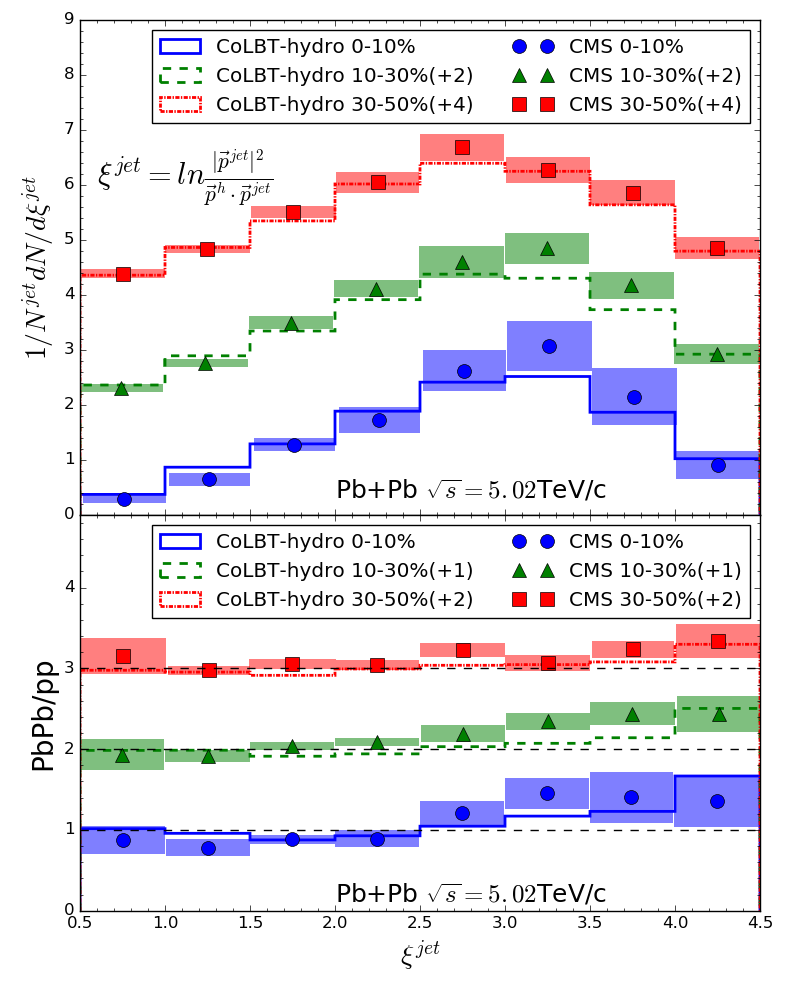 9
8
7
6
5
4
3
2
1
0
1/N^{jet}dN/dξ^{jet}
CoLBT-hydro 0-10%
CoLBT-hydro 10-30%(+2)
CoLBT-hydro 30-50%(+4)
CMS 0-10%
CMS 10-30%(+2)
CMS 30-50%(+4)
ξ^{jet} = ln \frac{|\vec{p}^{jet}|^2}{\vec{p}^h · \vec{p}^{jet}}
Pb+Pb √s = 5.02TeV/c
4
3
2
1
0
PbPb/pp
CoLBT-hydro 0-10%
CoLBT-hydro 10-30%(+1)
CoLBT-hydro 30-50%(+2)
CMS 0-10%
CMS 10-30%(+1)
CMS 30-50%(+2)
Pb+Pb √s = 5.02TeV/c
0.5 1.0 1.5 2.0 2.5 3.0 3.5 4.0 4.5
ξ^{jet}